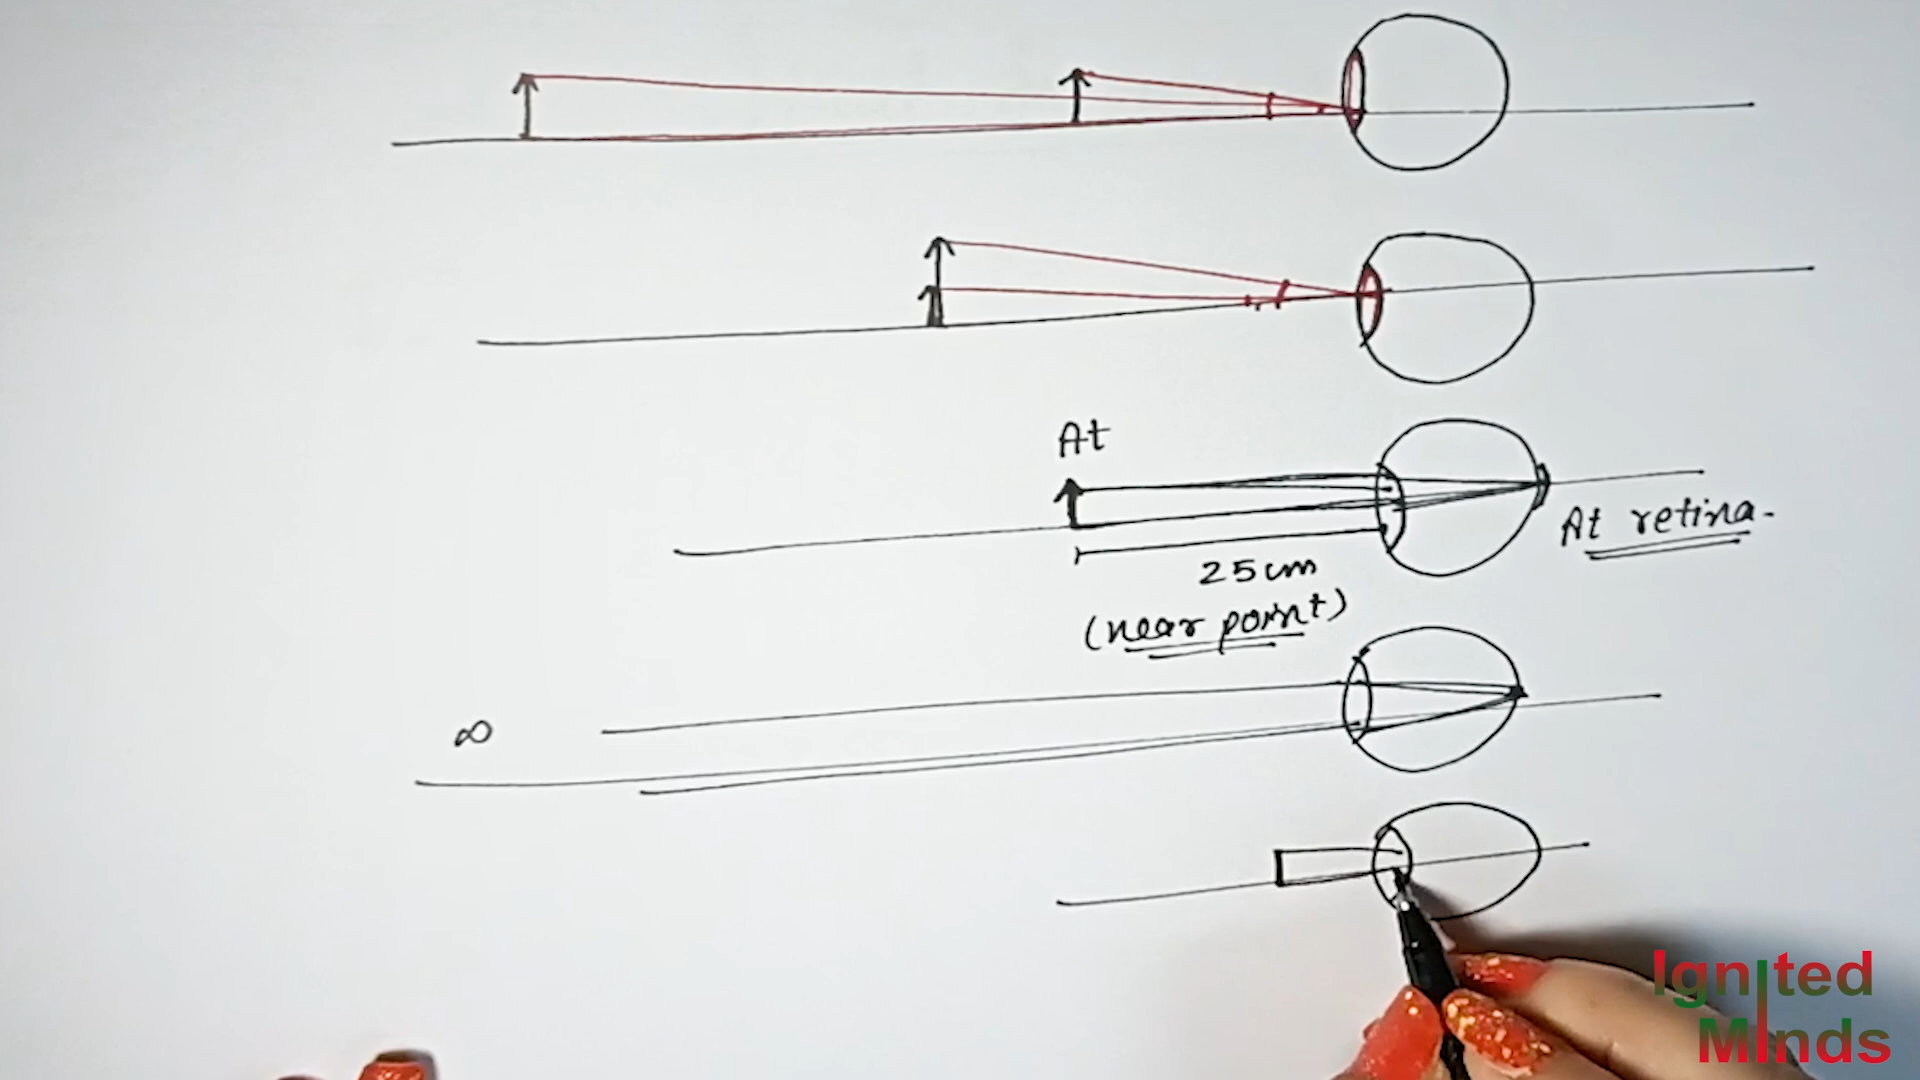 At
At retina.
25cm
(near point)
∞
Ignited
Minds